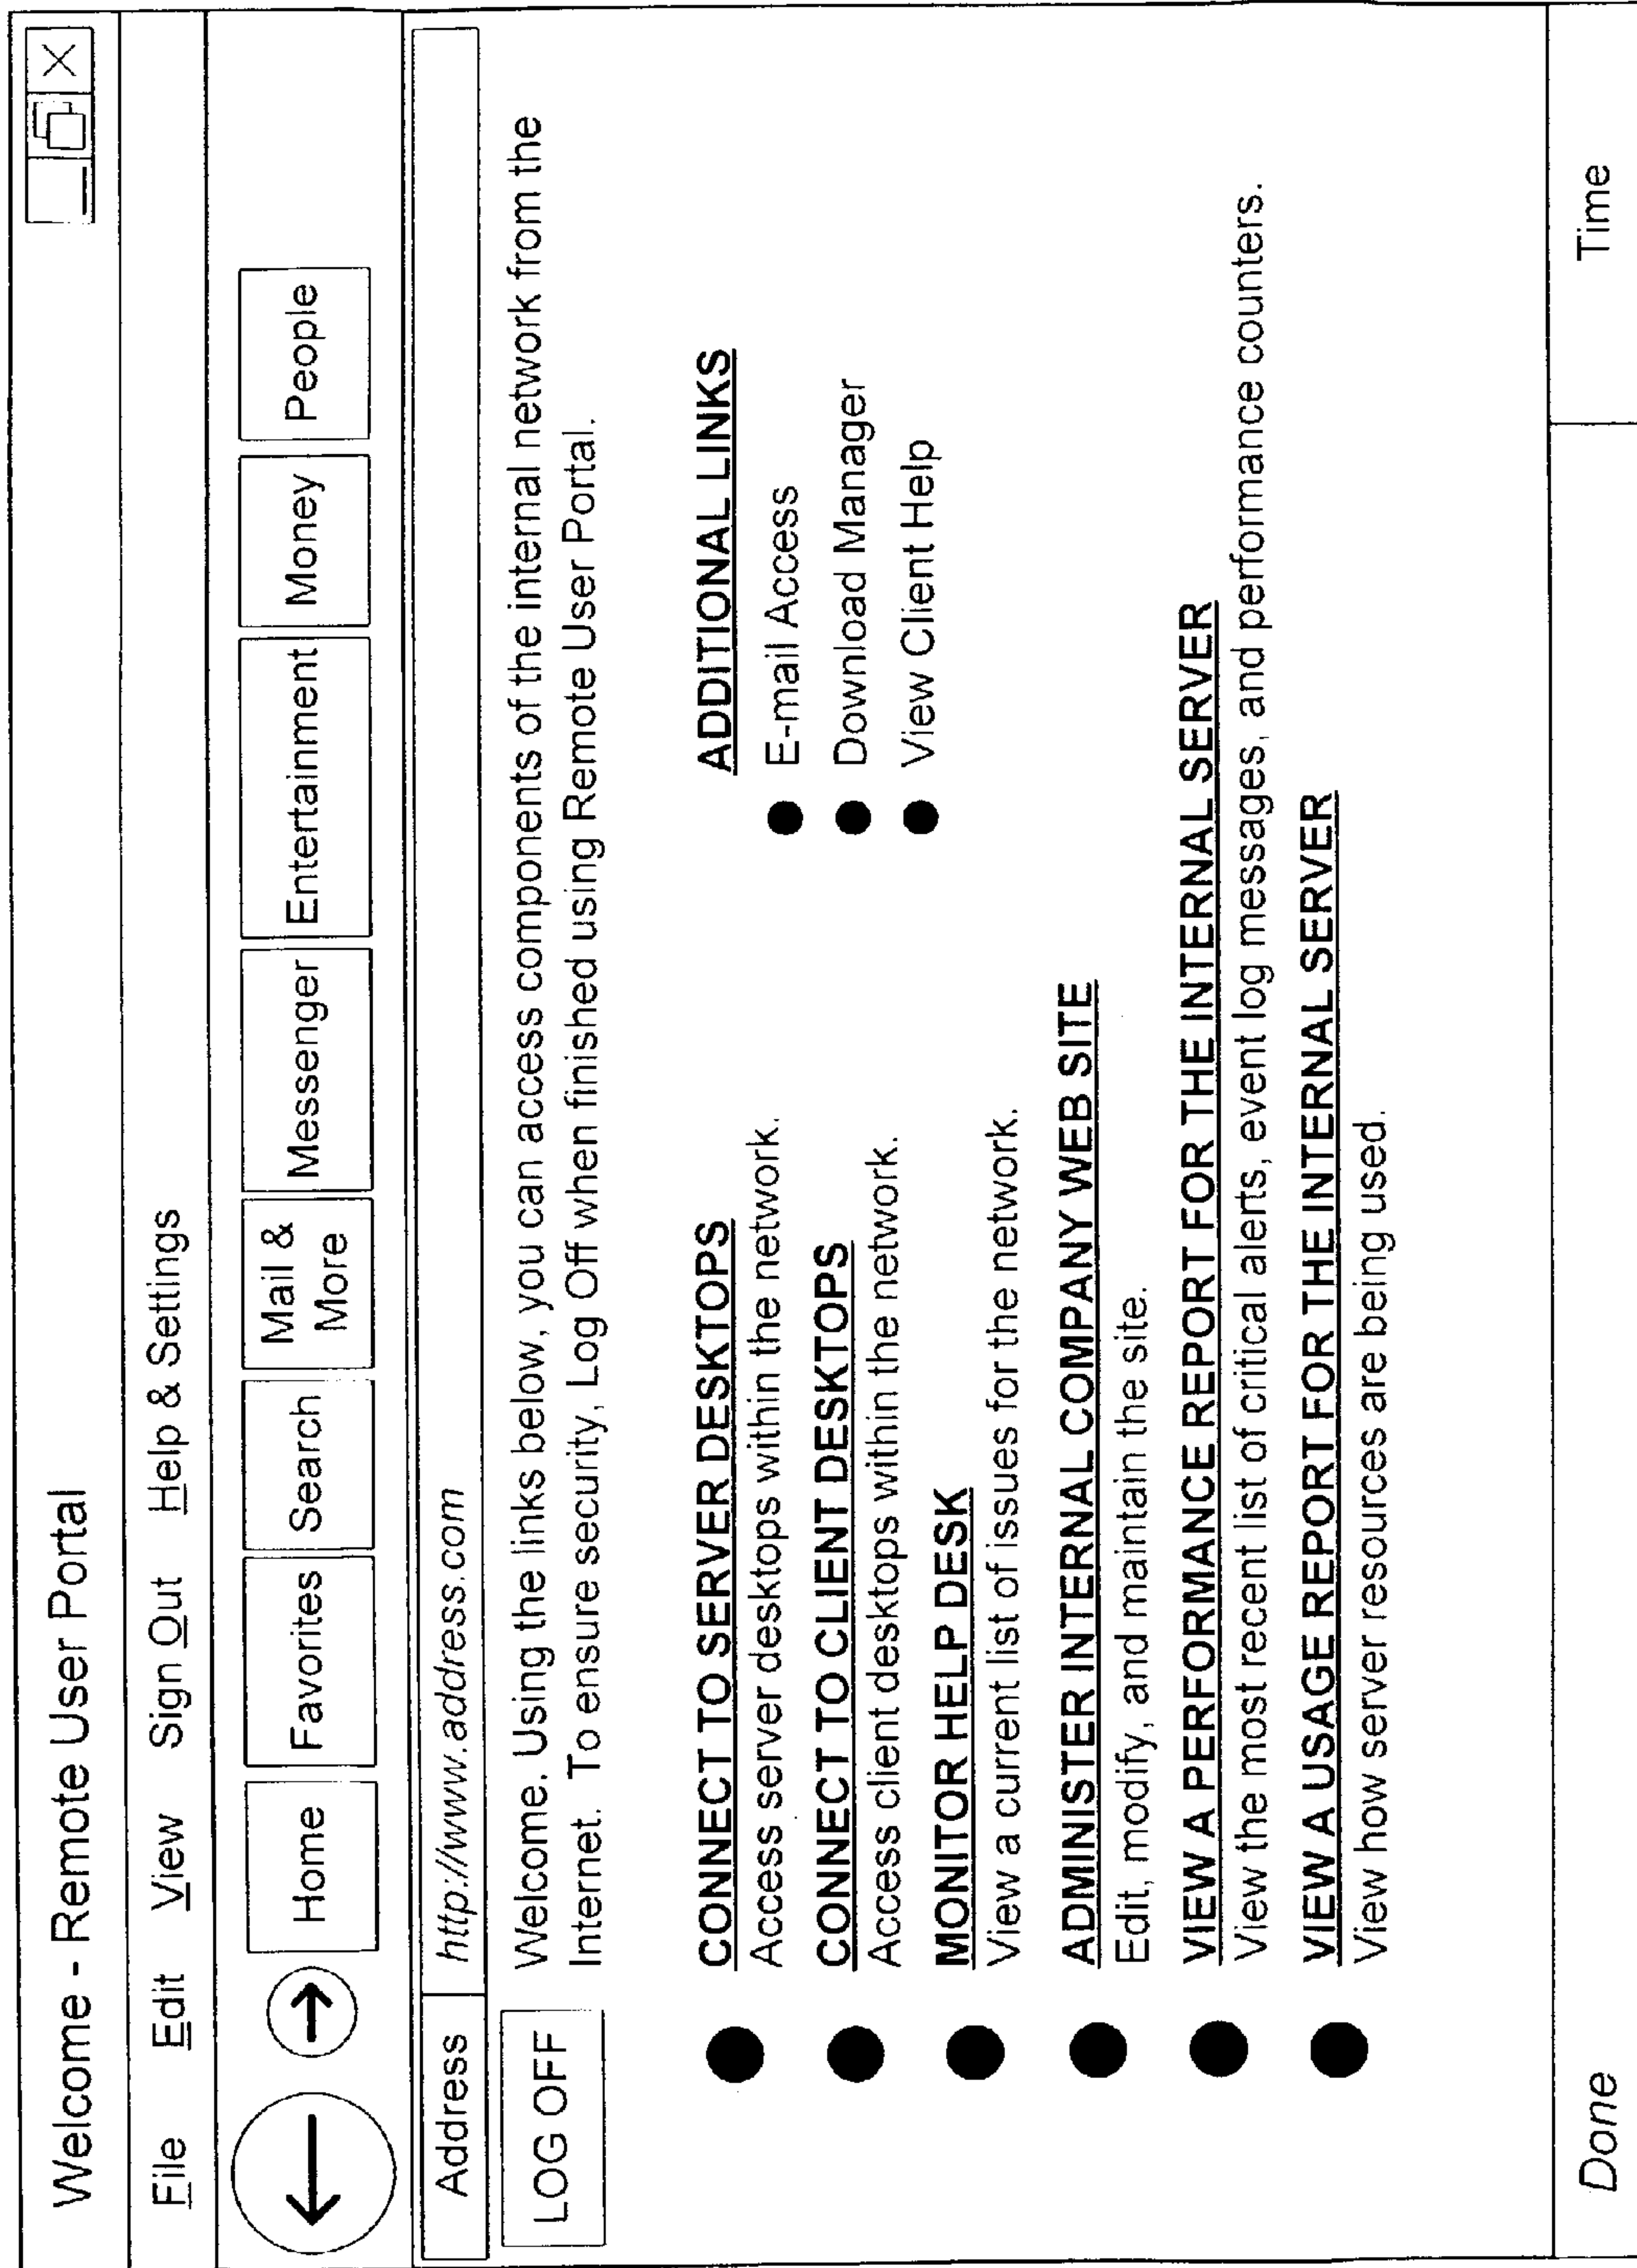 Welcome - Remote User Portal
File Edit View Sign Out Help & Settings
Home Favorites Search Mail & More Messenger Entertainment Money People
Address http://www.address.com
LOG OFF
Welcome. Using the links below, you can access components of the internal network from the
Internet. To ensure security, Log Off when finished using Remote User Portal.
CONNECT TO SERVER DESKTOPS
Access server desktops within the network.
CONNECT TO CLIENT DESKTOPS
Access client desktops within the network.
MONITOR HELP DESK
View a current list of issues for the network.
ADDITIONAL LINKS
E-mail Access
Download Manager
View Client Help
ADMINISTER INTERNAL COMPANY WEB SITE
Edit, modify, and maintain the site.
VIEW A PERFORMANCE REPORT FOR THE INTERNAL SERVER
View the most recent list of critical alerts, event log messages, and performance counters.
VIEW A USAGE REPORT FOR THE INTERNAL SERVER
View how server resources are being used.
Done
Time